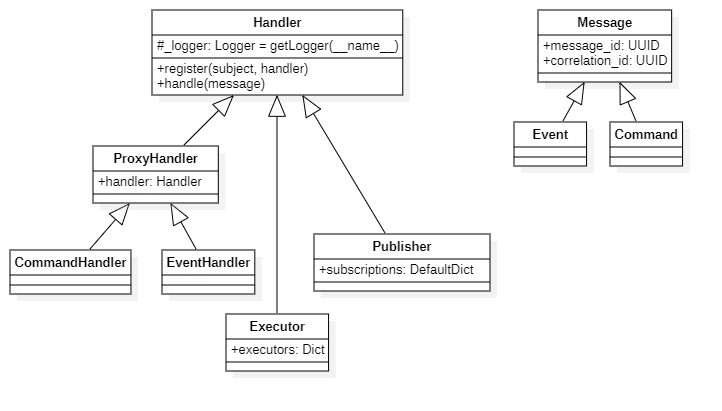 Handler
#_logger: Logger = getLogger(__name__)
+register(subject, handler)
+handle(message)
Message
+message_id: UUID
+correlation_id: UUID
Event
Command
ProxyHandler
+handler: Handler
CommandHandler
EventHandler
Publisher
+subscriptions: DefaultDict
Executor
+executors: Dict